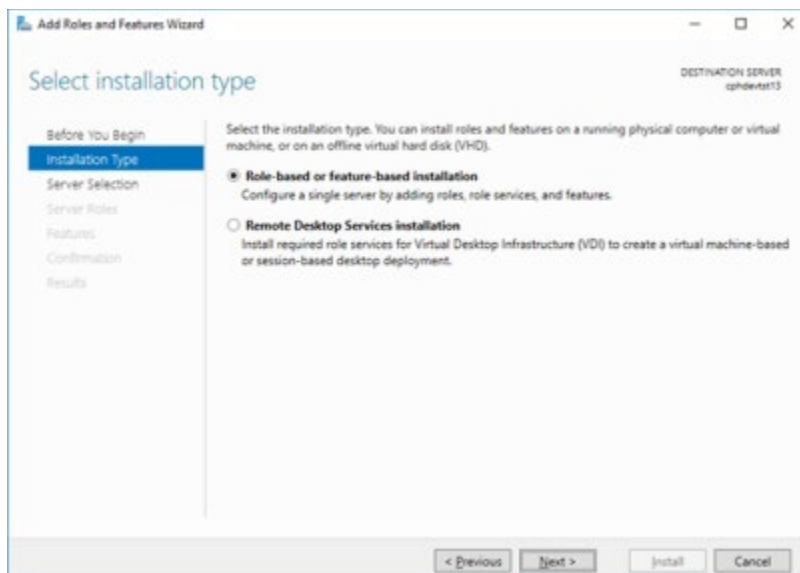 Add Roles and Features Wizard
Select installation type
DESTINATION SERVER
cphdevtst13
Before You Begin
Installation Type
Server Selection
Server Roles
Features
Confirmation
Results
Select the installation type. You can install roles and features on a running physical computer or virtual
machine, or on an offline virtual hard disk (VHD).
Role-based or feature-based installation
Configure a single server by adding roles, role services, and features.
Remote Desktop Services installation
Install required role services for Virtual Desktop Infrastructure (VDI) to create a virtual machine-based
or session-based desktop deployment.
< Previous
Next >
Install
Cancel